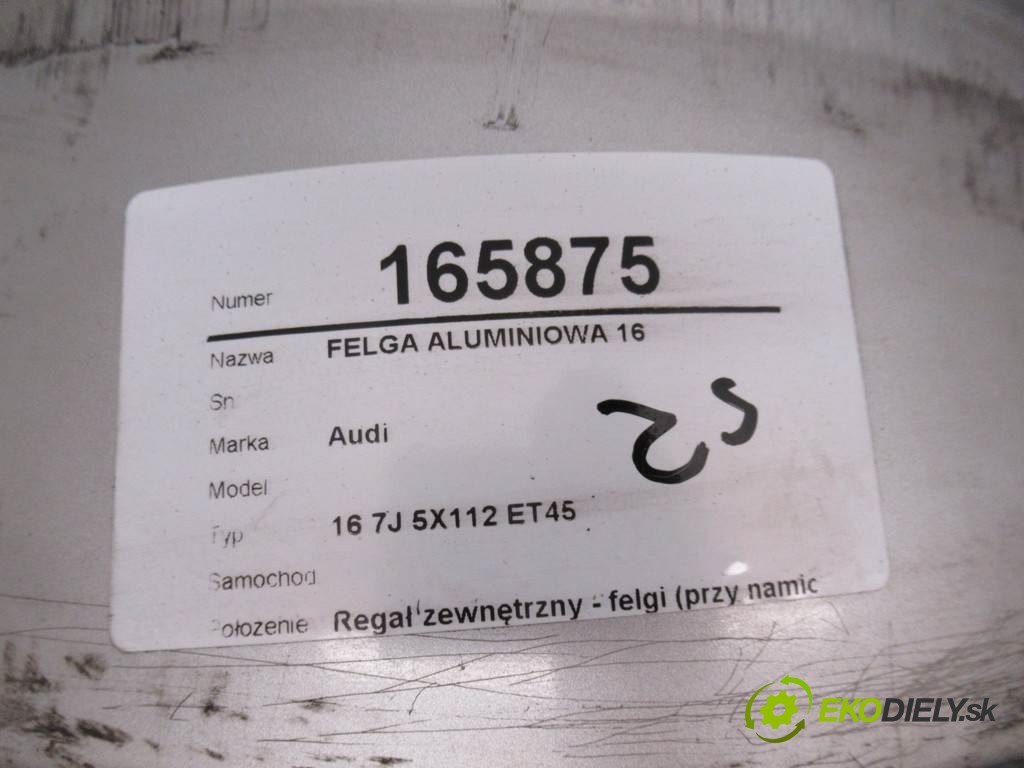 Numer 165875
Nazwa FELGA ALUMINIOWA 16
Sn
Marka Audi
Model
Typ 16 7J 5X112 ET45
Samochod
Położenie Regał zewnętrzny - felgi (przy namic
EKODIELY.sk